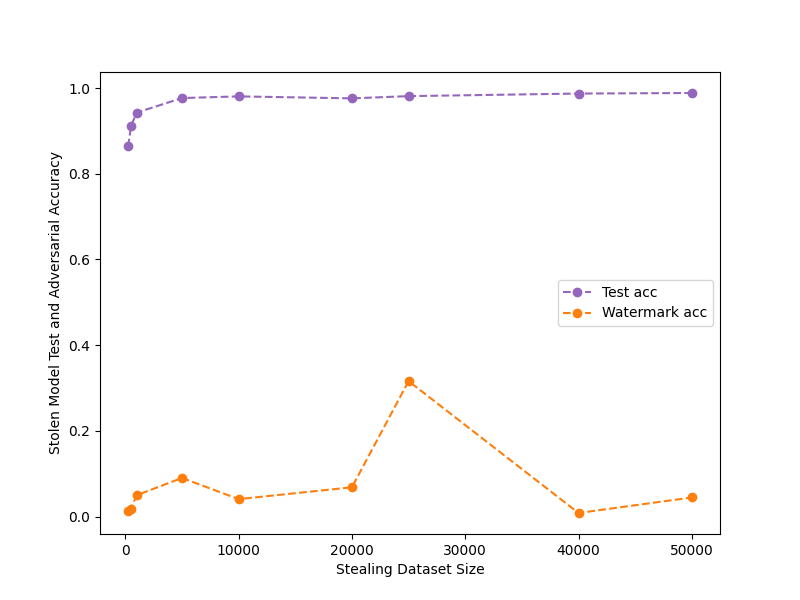 1.0
0.8
0.6
0.4
0.2
0.0
Stolen Model Test and Adversarial Accuracy
Test acc
Watermark acc
0 10000 20000 30000 40000 50000
Stealing Dataset Size